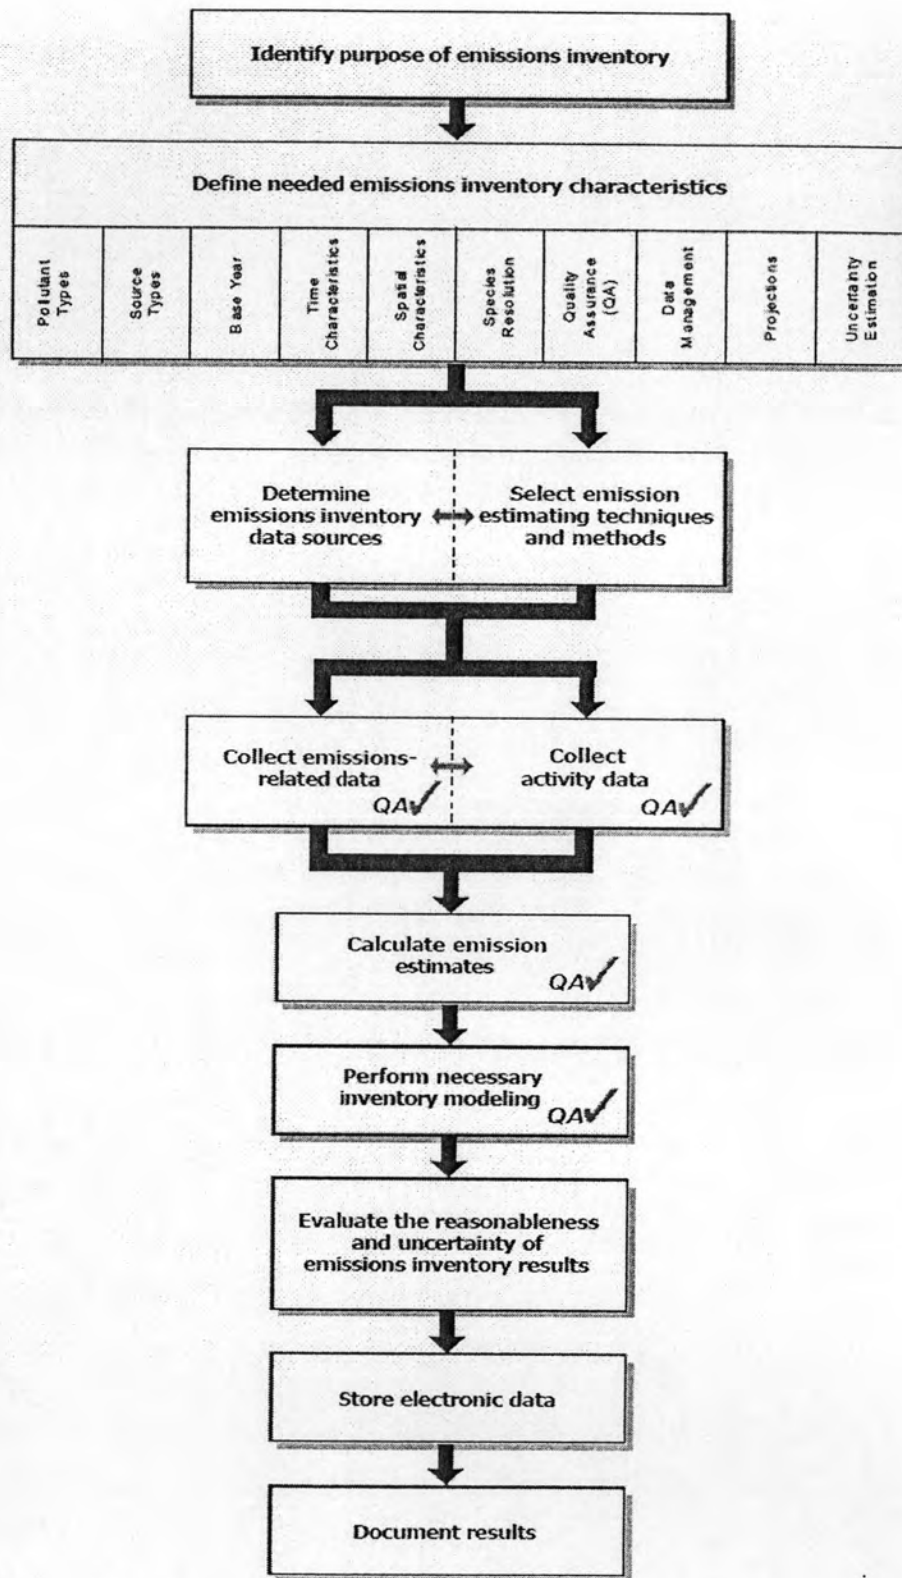 Identify purpose of emissions inventory
Define needed emissions inventory characteristics
Pollutant
Types
Source
Types
Base Year
Time
Characteristics
Spatial
Characteristics
Species
Resolution
Quality
Assurance
(QA)
Data
Management
Projections
Uncertainty
Estimation
Determine
emissions inventory
data sources
Select emission
estimating techniques
and methods
Collect emissions-
related data
QA✓
Collect
activity data
QA✓
Calculate emission
estimates
QA✓
Perform necessary
inventory modeling
QA✓
Evaluate the reasonableness
and uncertainty of
emissions inventory results
Store electronic data
Document results